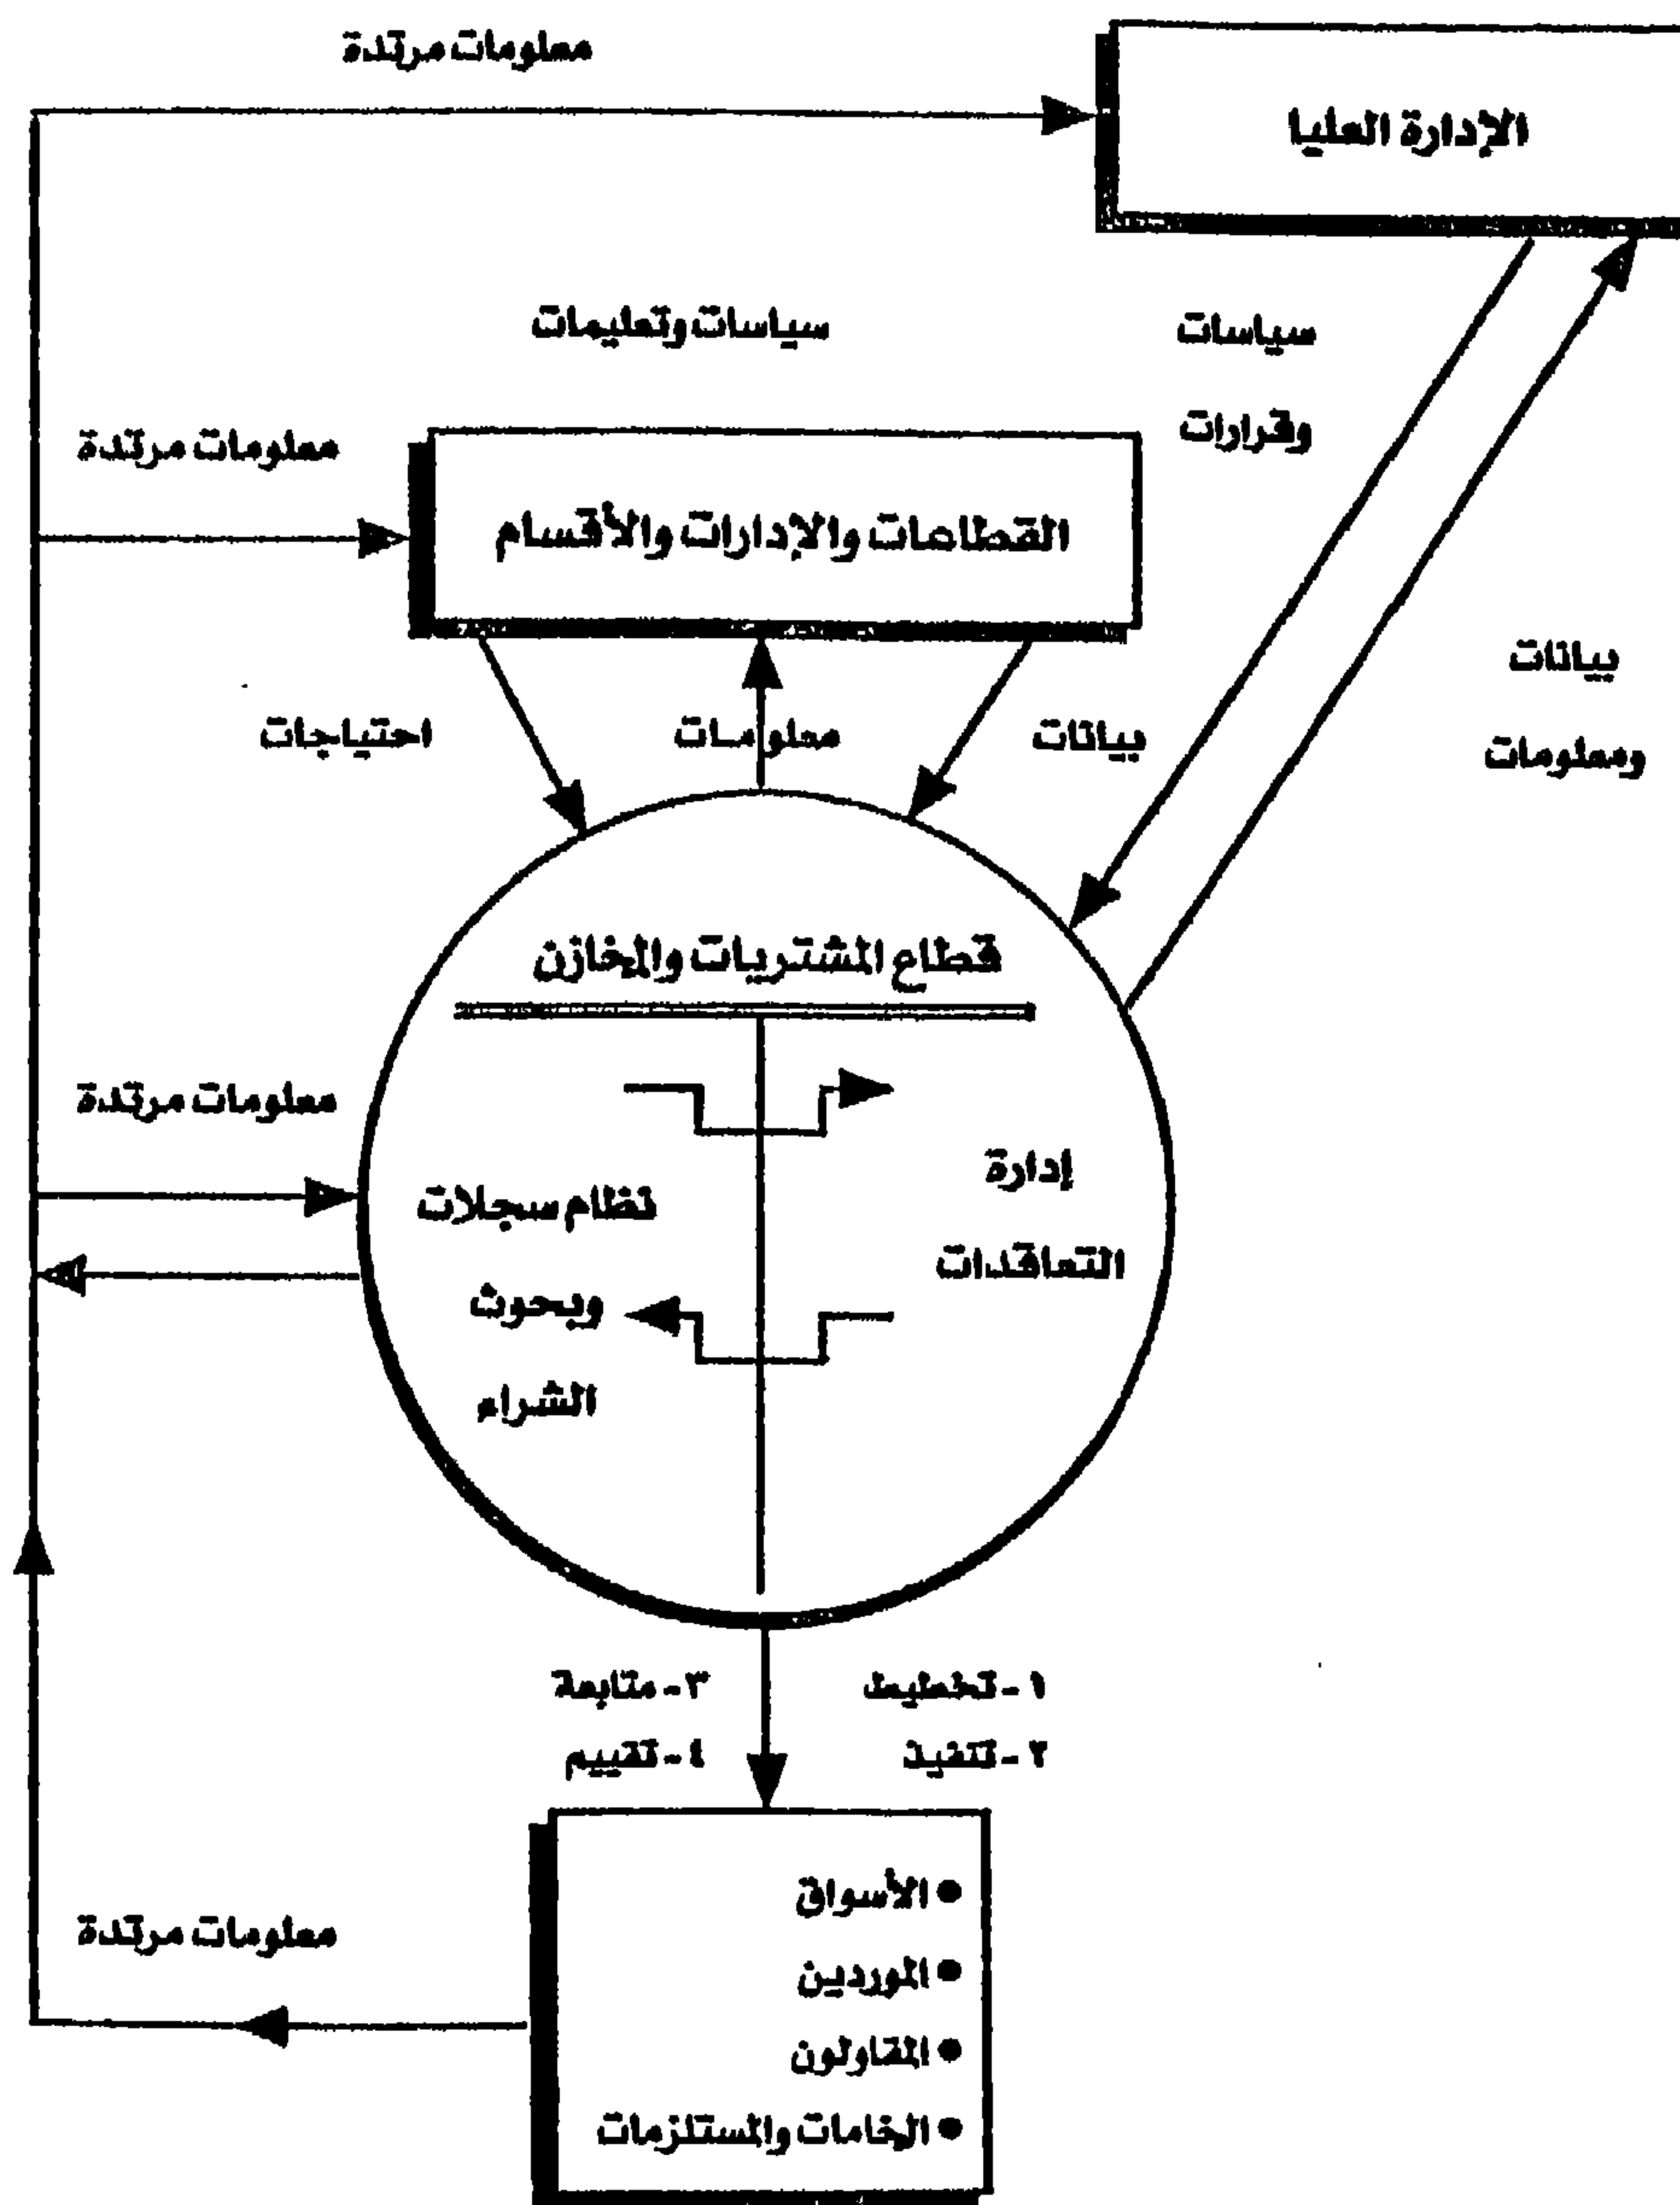 معلومات مرتدة
الإدارة العليا
سياسات وتعليمات
سياسات
وقرارات
معلومات مرتدة
القطاعات والإدارات والأقسام
بيانات
ومعلومات
بيانات
معلومات
احتياجات
قطاع المشتريات والمخازن
معلومات مرتدة
إدارة
التعاقدات
نظام سجلات
وبحوث
الشراء
١ - تخطيط
٣ - متابعة
٢ - تنفيذ
٤ - تقييم
• الأسواق
• الموردين
• المقاولون
• الخامات والمستلزمات
معلومات مرتدة